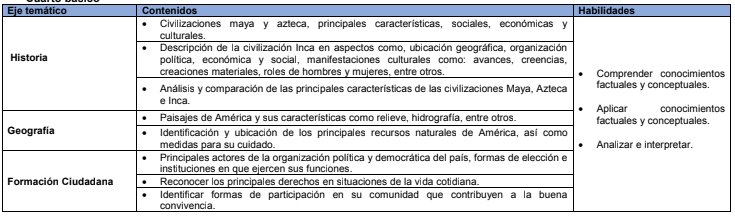 Cuarto básico
Eje temático Contenidos Habilidades
Historia
• Civilizaciones maya y azteca, principales características, sociales, económicas y
culturales.
• Descripción de la civilización Inca en aspectos como, ubicación geográfica, organización
política, económica y social, manifestaciones culturales como: avances, creencias,
creaciones materiales, roles de hombres y mujeres, entre otros.
• Análisis y comparación de las principales características de las civilizaciones Maya, Azteca
e Inca.
Geografía
• Paisajes de América y sus características como relieve, hidrografía, entre otros.
• Identificación y ubicación de los principales recursos naturales de América, así como
medidas para su cuidado.
Formación Ciudadana
• Principales actores de la organización política y democrática del país, formas de elección e
instituciones en que ejercen sus funciones.
• Reconocer los principales derechos en situaciones de la vida cotidiana.
• Identificar formas de participación en su comunidad que contribuyen a la buena
convivencia.
• Comprender conocimientos
factuales y conceptuales.
• Aplicar conocimientos
factuales y conceptuales.
• Analizar e interpretar.